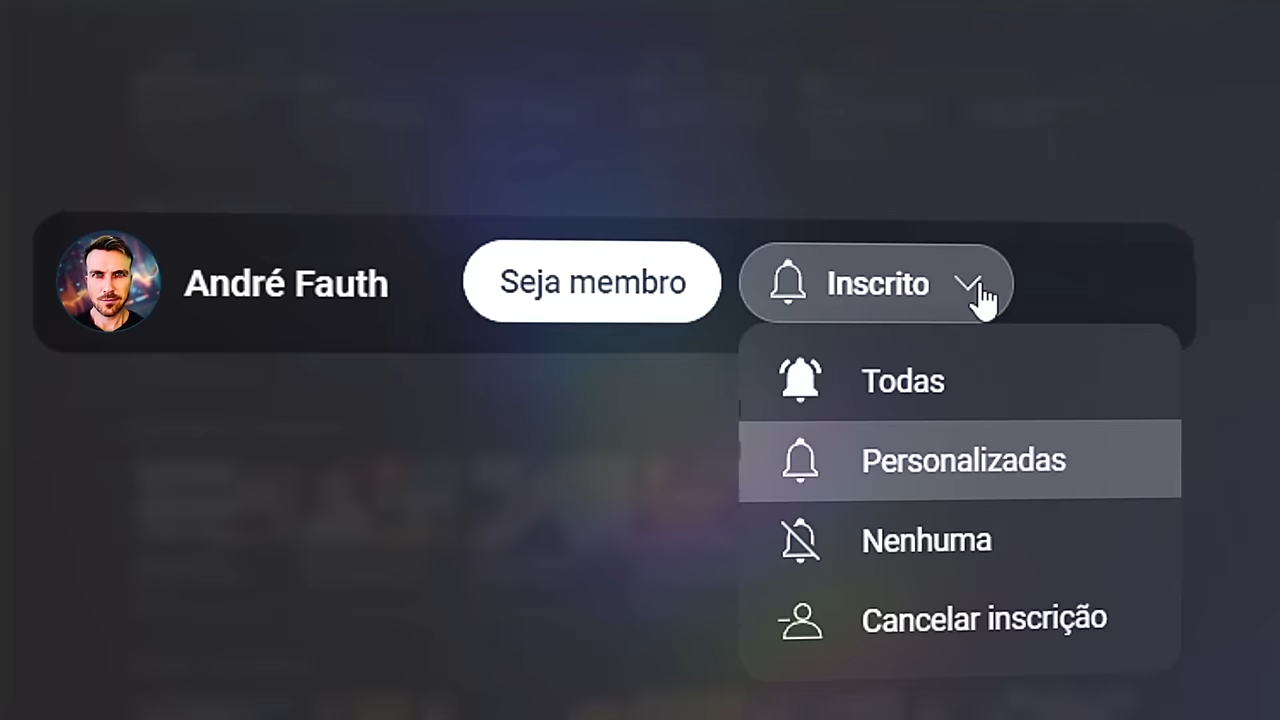 André Fauth
Seja membro
Inscrito
Todas
Personalizadas
Nenhuma
Cancelar inscrição